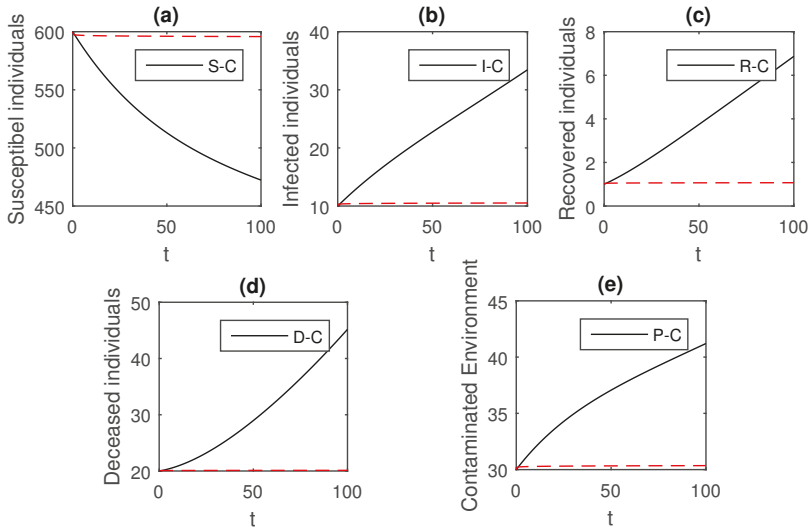 (a)
Susceptibel individuals
600
550
500
450
S-C
0 50 100
t
(b)
Infected individuals
40
30
20
10
I-C
0 50 100
t
(c)
Recovered individuals
8
6
4
2
0
R-C
0 50 100
t
(d)
Deceased individuals
50
40
30
20
D-C
0 50 100
t
(e)
Contaminated Environment
45
40
35
30
P-C
0 50 100
t